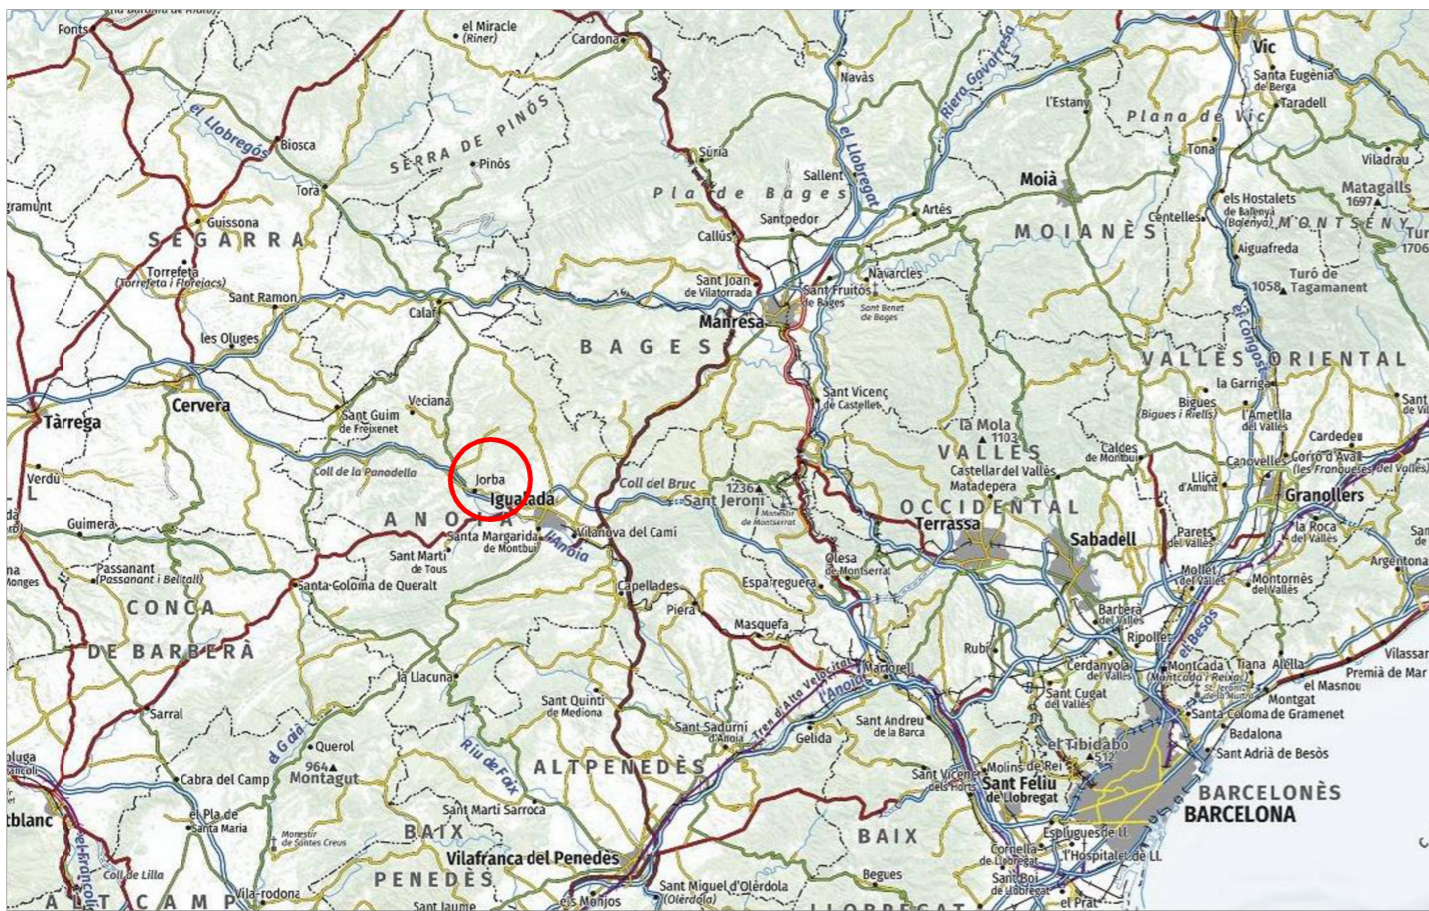 Fonts
el Miracle
(Riner)
Cardona
Navàs
Riera Gavarresa
l'Estany
Vic
Santa Eugènia
de Berga
Taradell
Plana de Vic
Tona
Viladrau
el Llobregós
Biosca
SERRA DE PINÓS
Pinós
Torà
Súria
Sallent
el Llobregat
Pla de Bages
Moià
Matagalls
1697
els Hostalets
de Balenyà
(Balenyà)
MONTSENY
Tur
1706
gramunt
Guissona
SEGARRA
Santpedor
Artés
Callús
Centelles
MOIANÈS
Aiguafreda
Torrefeta
(Torrefeta i Florejacs)
Sant Ramon
Calaf
Sant Joan
de Vilatorrada
Navarcles
Sant Fruitós
de Bages
Sant Benet
de Bages
Turó de
Tagamanent
1058
el Congost
les Oluges
Manresa
BAGES
VALLÈS ORIENTAL
la Garriga
Cervera
Tàrrega
Veciana
Sant Guim
de Freixenet
Sant Vicenç
de Castellet
Bigues
(Bigues i Riells)
l'Ametlla
del Vallès
Sant
de Vil
la Mola
1103
VALLÈS
Cardedeu
Caldes
de Montbui
Corró d'Avall
(les Franqueses del Vallès)
Canovelles
Verdú
Coll de la Panadella
Jorba
Igualada
Coll del Bruc
1236
Sant Jeroni
Monestir
de Montserrat
Castellar del Vallès
Matadepera
Lliçà
d'Amunt
Granollers
OCCIDENTAL
Terrassa
Sabadell
Guimerà
ANOIA
Santa Margarida
de Montbui
l'Anoia
Vilanova del Camí
Parets
del Vallès
la Roca
del Vallès
Sant Martí
de Tous
Passanant
(Passanant i Belltall)
Santa Coloma de Queralt
Olesa
de Montserrat
Mollet
del Vallès
Montornès
del Vallès
Argentona
CONCA
DE BARBERÀ
Capellades
Esparreguera
Piera
Masquefa
Barberà
del Vallès
Ripollet
el Besòs
Rubí
Cerdanyola
del Vallès
Montcada
(Montcada i Reixac)
Tiana
Alella
Vilassar
Premià de Mar
el Masnou
Montgat
la Llacuna
Martorell
Tren d'Alta Velocitat
l'Anoia
Sant Cugat
del Vallès
Santa Coloma de Gramenet
Badalona
Sant Adrià de Besòs
Sarral
Sant Quintí
de Mediona
Sant Sadurní
d'Anoia
Gelida
Sant Andreu
de la Barca
el Tibidabo
512
el Gaià
Querol
964
Montagut
Riu de Foix
ALT PENEDÈS
Cabra del Camp
Sant Vicenç
dels Horts
Molins de Rei
Sant Feliu
de Llobregat
BARCELONÈS
BARCELONA
tblanc
el Pla de
Santa Maria
Monestir
de Santes Creus
Sant Martí Sarroca
BAIX
PENEDÈS
BAIX
Esplugues de Ll.
Cornellà
de Llobregat
l'Hospitalet de LL.
el Francolí
Coll de Lilla
Vilafranca del Penedes
Sant Boi
de Llobregat
Begues
Sant Miquel d'Olèrdola
(Olèrdola)
el Prat
ALT CAMP
Vila-rodona
Sant Jaume
els Monjos
LLOBREGAT